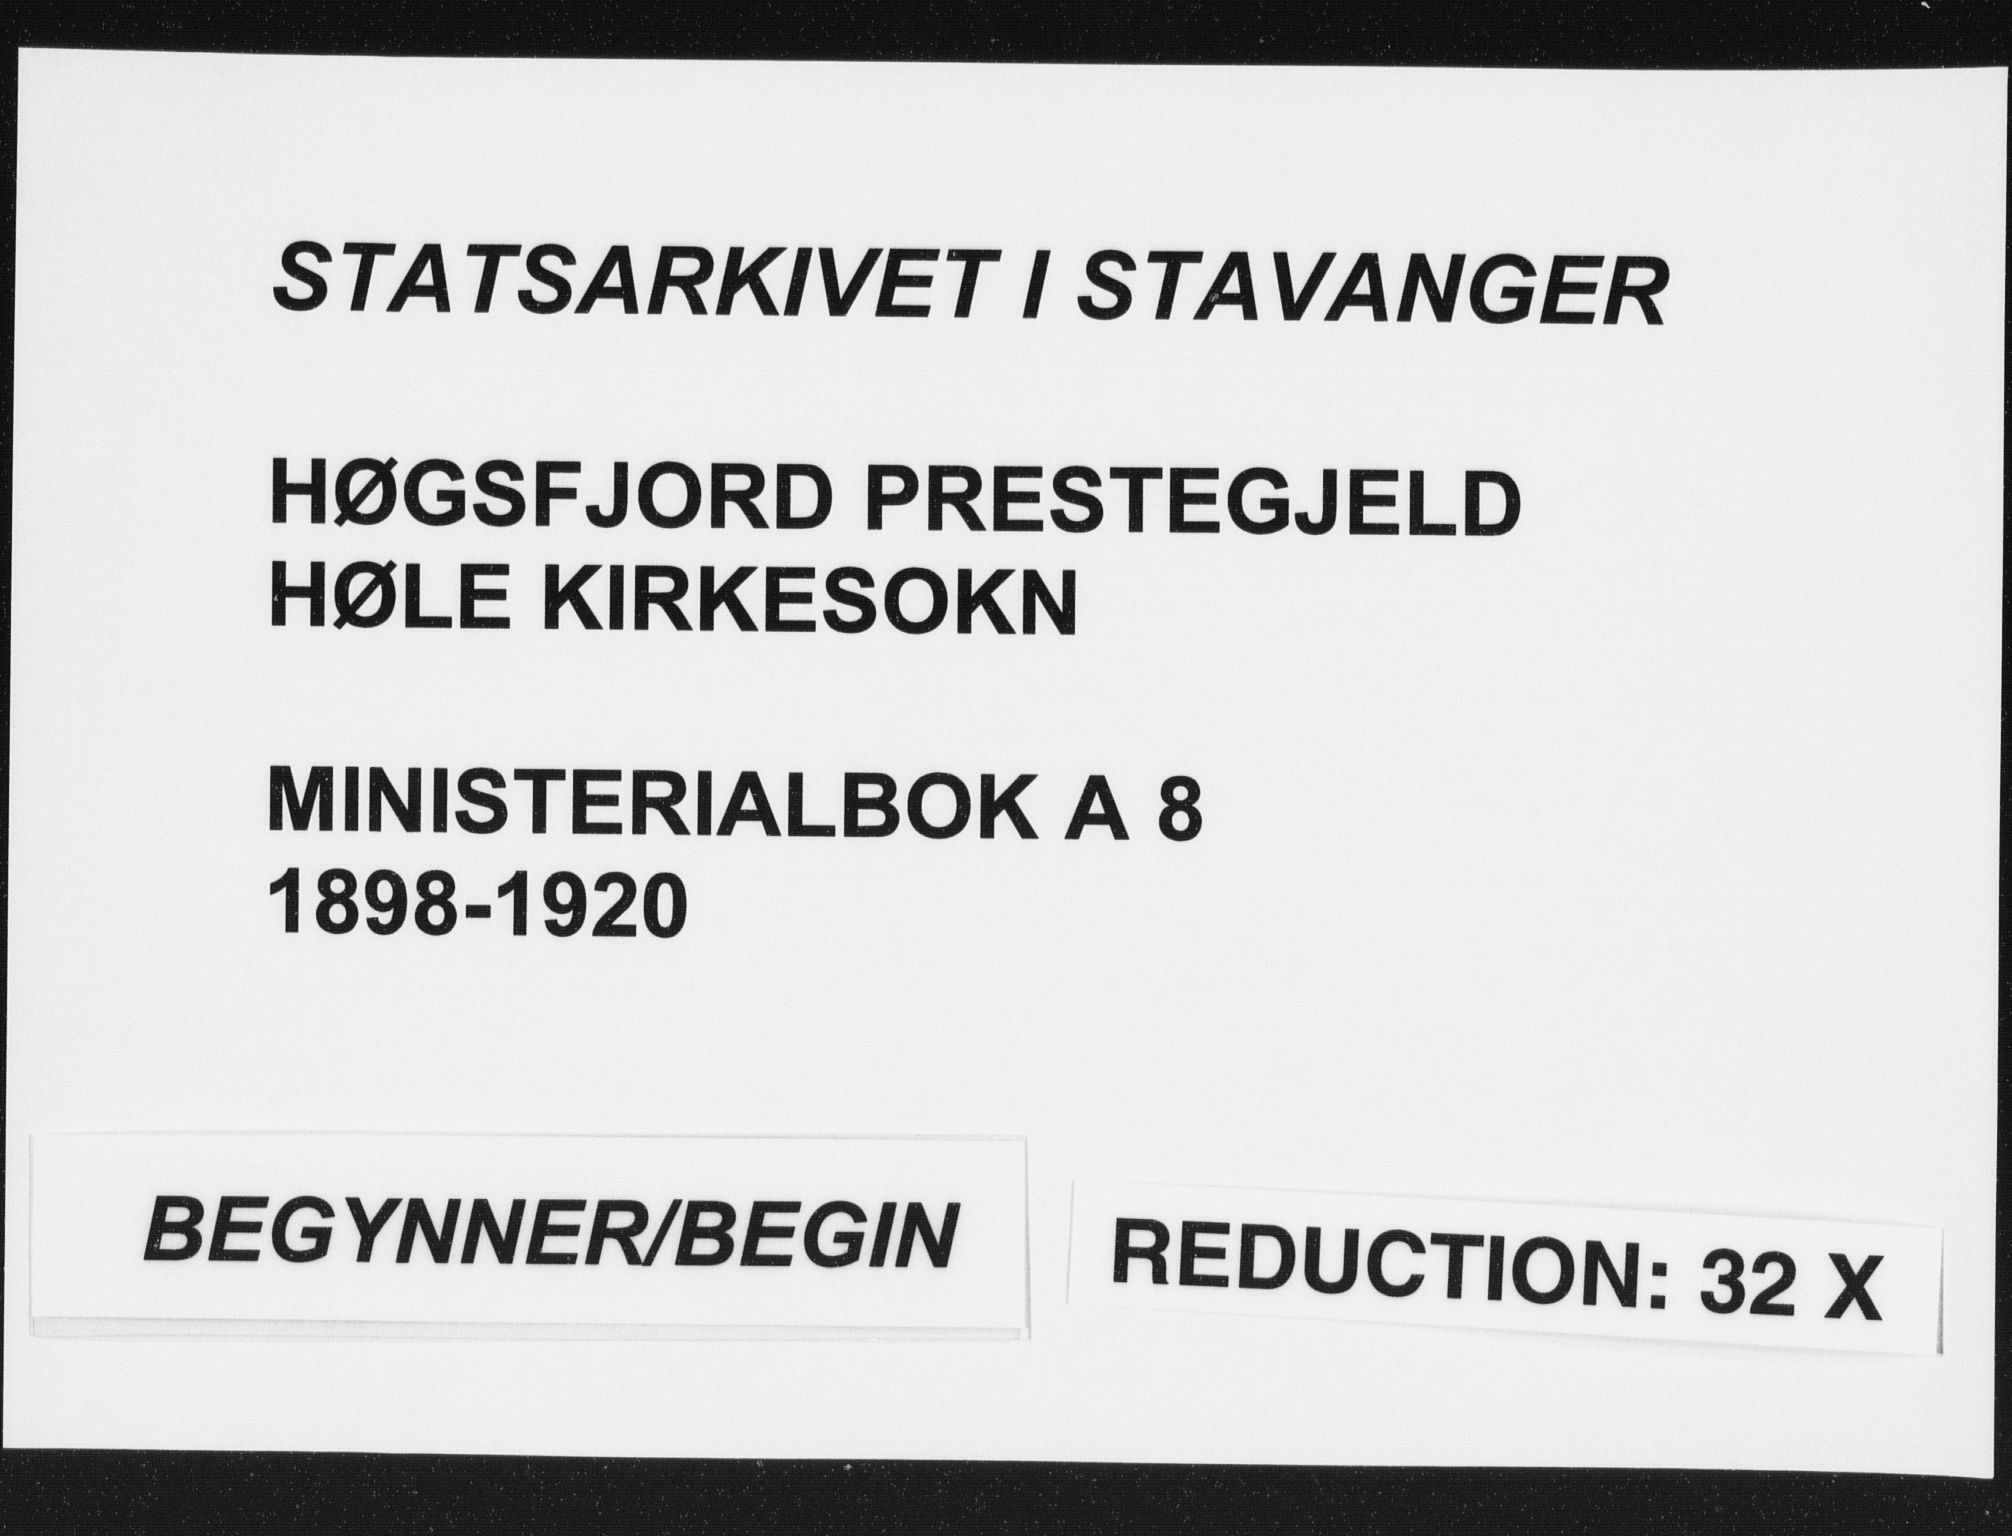 STATSARKIVET I STAVANGER
HØGSFJORD PRESTEGJELD
HØLE KIRKESOKN
MINISTERIALBOK A 8
1898-1920
BEGYNNER/BEGIN
REDUCTION: 32 X